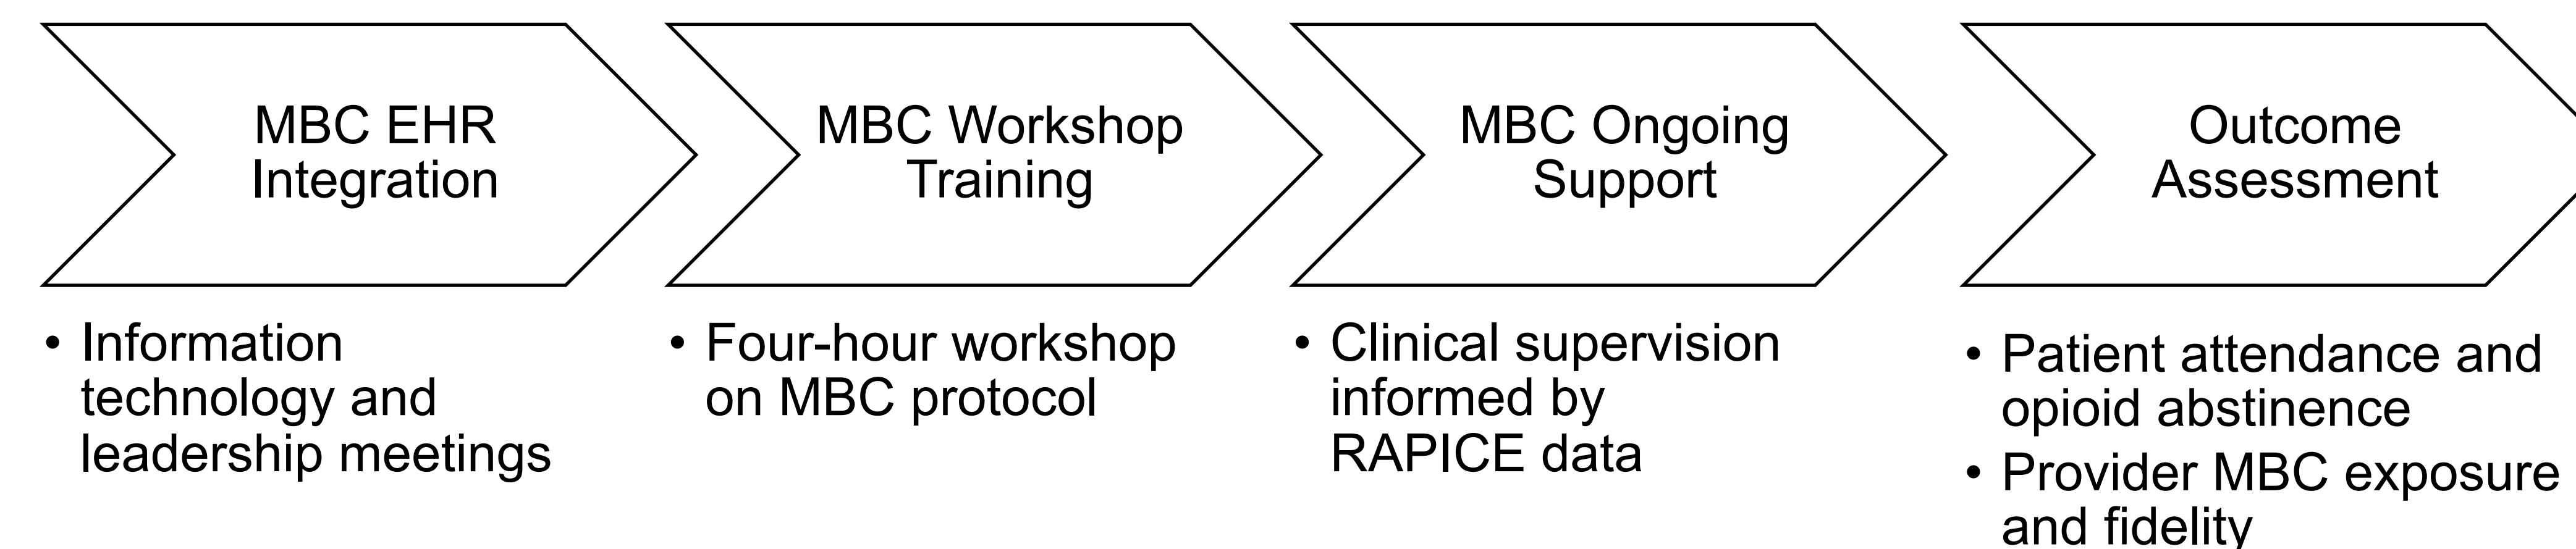 MBC EHR
Integration
• Information
technology and
leadership meetings
MBC Workshop
Training
• Four-hour workshop
on MBC protocol
MBC Ongoing
Support
• Clinical supervision
informed by
RAPICE data
Outcome
Assessment
• Patient attendance and
opioid abstinence
• Provider MBC exposure
and fidelity